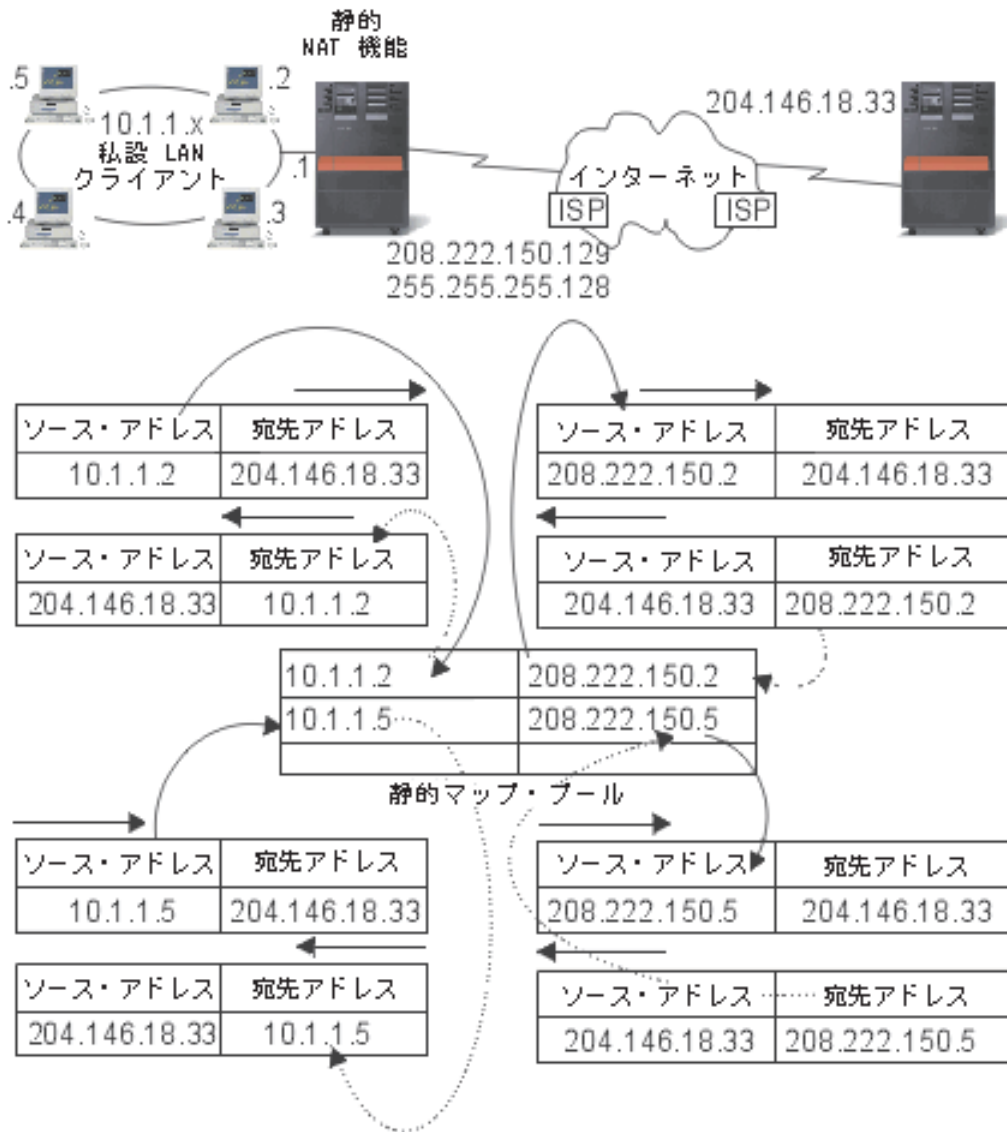 静的
NAT 機能
.5
.2
10.1.1.x
私設 LAN
クライアント
.4
.3
.1
204.146.18.33
インターネット
ISP
ISP
208.222.150.129
255.255.255.128
ソース・アドレス 宛先アドレス
10.1.1.2 204.146.18.33
ソース・アドレス 宛先アドレス
208.222.150.2 204.146.18.33
ソース・アドレス 宛先アドレス
204.146.18.33 10.1.1.2
ソース・アドレス 宛先アドレス
204.146.18.33 208.222.150.2
10.1.1.2 208.222.150.2
10.1.1.5 208.222.150.5
静的マップ・プール
ソース・アドレス 宛先アドレス
10.1.1.5 204.146.18.33
ソース・アドレス 宛先アドレス
208.222.150.5 204.146.18.33
ソース・アドレス 宛先アドレス
204.146.18.33 10.1.1.5
ソース・アドレス 宛先アドレス
204.146.18.33 208.222.150.5